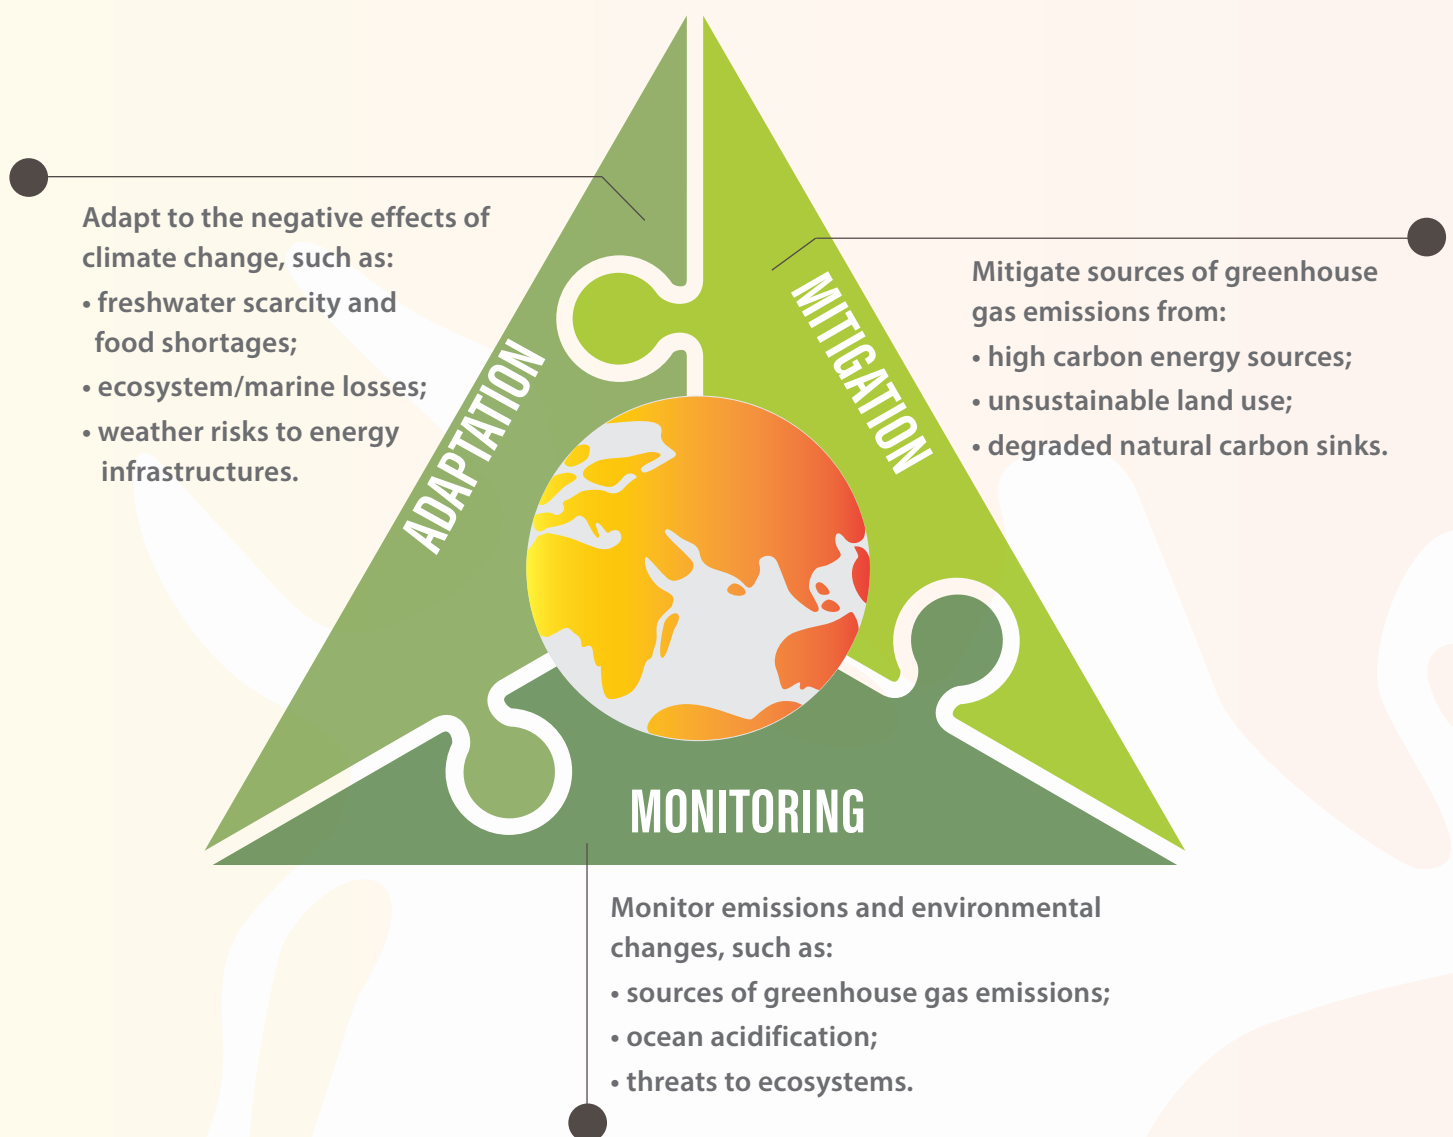 Adapt to the negative effects of
climate change, such as:
• freshwater scarcity and
food shortages;
• ecosystem/marine losses;
• weather risks to energy
infrastructures.
ADAPTATION
MITIGATION
Mitigate sources of greenhouse
gas emissions from:
• high carbon energy sources;
• unsustainable land use;
• degraded natural carbon sinks.
MONITORING
Monitor emissions and environmental
changes, such as:
• sources of greenhouse gas emissions;
• ocean acidification;
• threats to ecosystems.